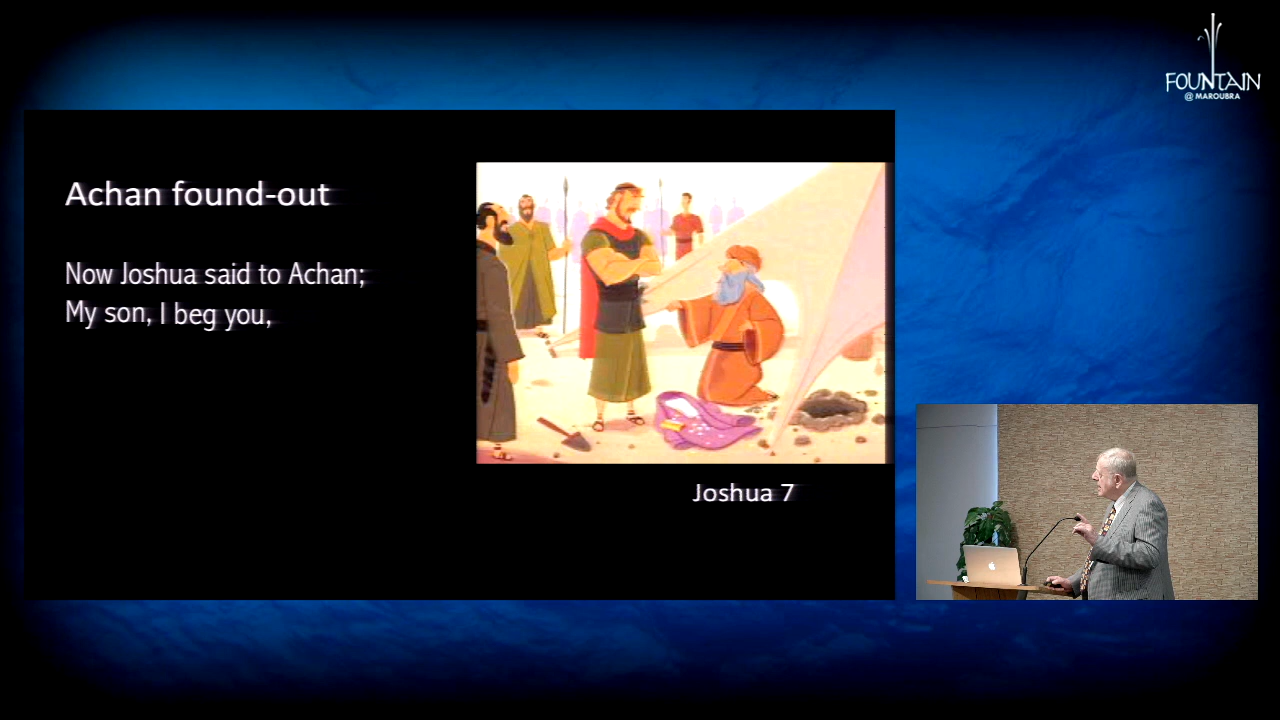 FOUNTAIN
@ MAROUBRA
Achan found-out
Now Joshua said to Achan;
My son, I beg you,
Joshua 7